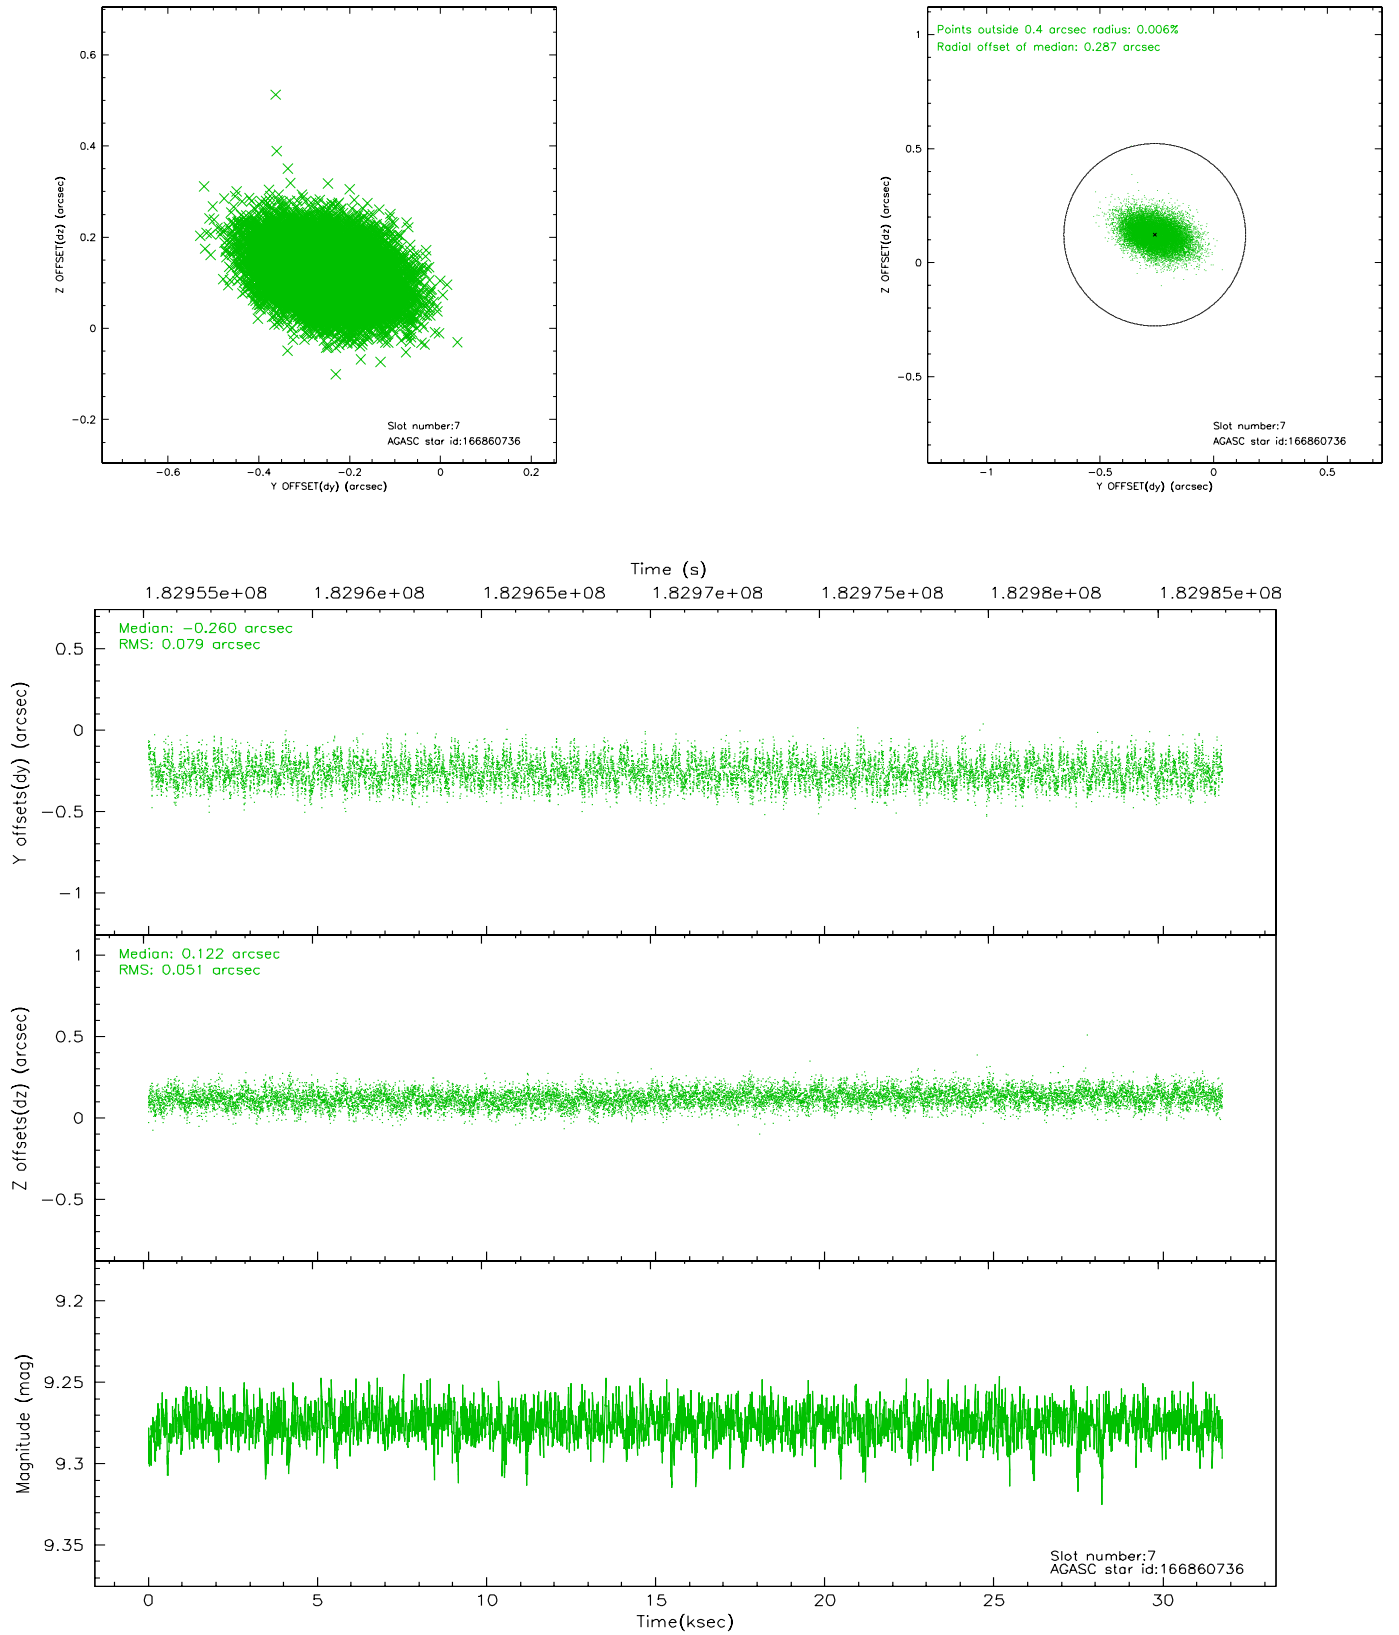 0.6
0.4
0.2
0
−0.2
Z OFFSET(dz) (arcsec)
−0.6 −0.4 −0.2 0 0.2
Y OFFSET(dy) (arcsec)
Slot number:7
AGASC star id:166860736
Points outside 0.4 arcsec radius: 0.006%
Radial offset of median: 0.287 arcsec
1
0.5
0
−0.5
Z OFFSET(dz) (arcsec)
−1 −0.5 0 0.5
Y OFFSET(dy) (arcsec)
Slot number:7
AGASC star id:166860736
Time (s)
1.82955e+08 1.8296e+08 1.82965e+08 1.8297e+08 1.82975e+08 1.8298e+08 1.82985e+08
Median: −0.260 arcsec
RMS: 0.079 arcsec
0.5
0
−0.5
−1
Y offsets(dy) (arcsec)
Median: 0.122 arcsec
RMS: 0.051 arcsec
1
0.5
0
−0.5
Z offsets(dz) (arcsec)
9.2
9.25
9.3
9.35
Magnitude (mag)
Slot number:7
AGASC star id:166860736
0 5 10 15 20 25 30
Time(ksec)